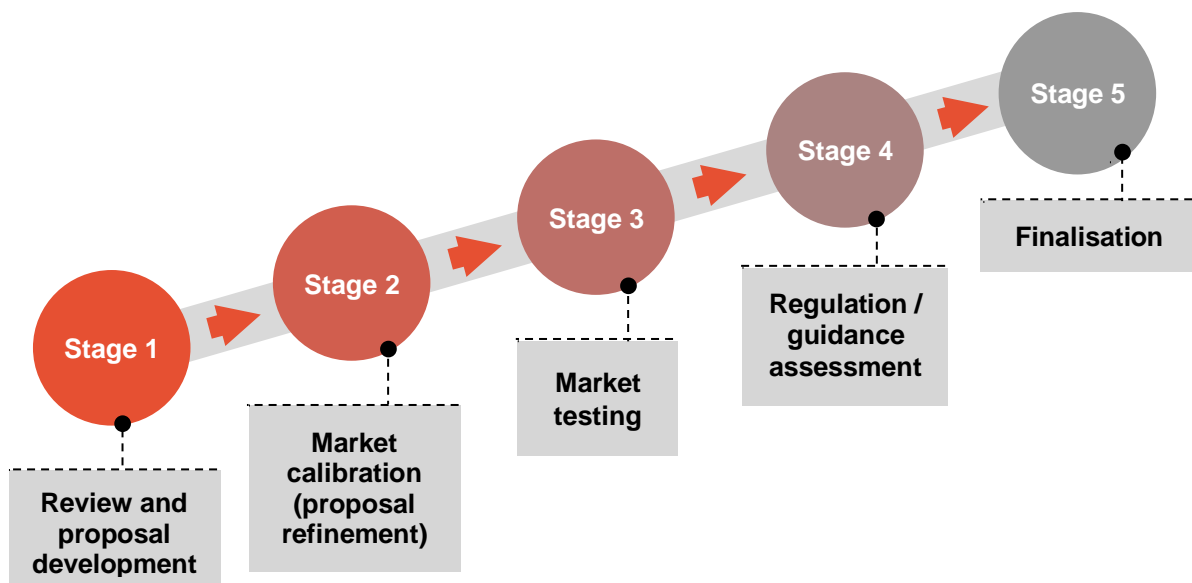 Stage 1
Review and
proposal
development
Stage 2
Market
calibration
(proposal
refinement)
Stage 3
Market
testing
Stage 4
Regulation /
guidance
assessment
Stage 5
Finalisation